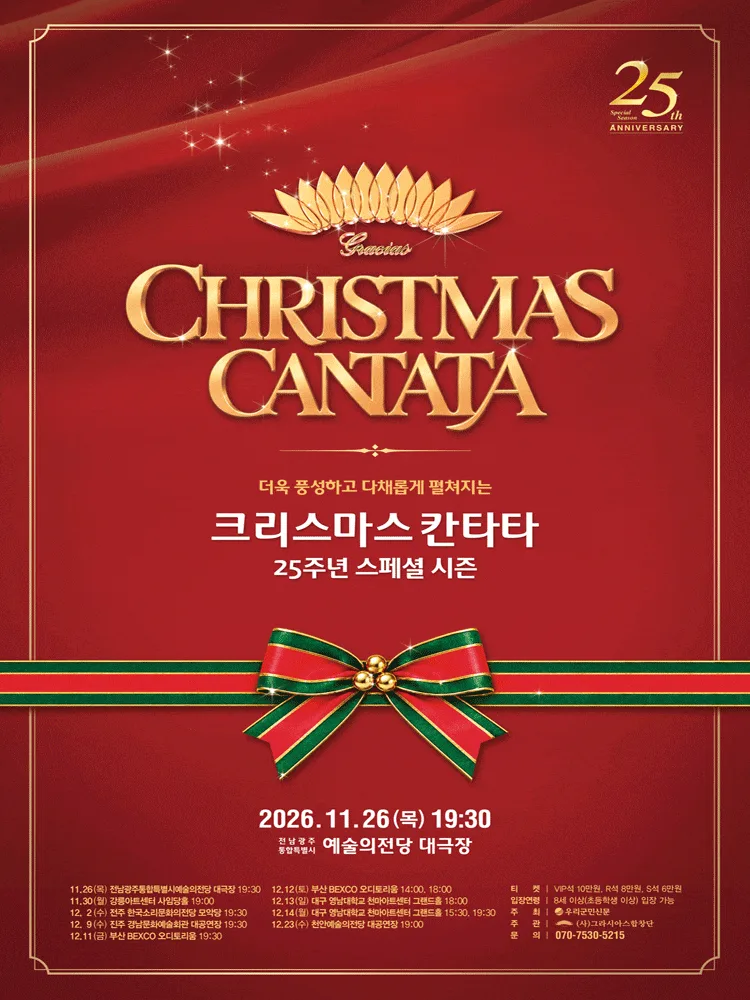 25th
Special
Season
ANNIVERSARY
Gracias
CHRISTMAS
CANTATA
더욱 풍성하고 다채롭게 펼쳐지는
크리스마스 칸타타
25주년 스페셜 시즌
2026.11.26(목) 19:30
전남광주
통합특별시 예술의전당 대극장
11.26(목) 전남광주통합특별시예술의전당 대극장 19:30
11.30(월) 강릉아트센터 사임당홀 19:00
12. 2(수) 전주 한국소리문화의전당 모악당 19:30
12. 9(수) 진주 경남문화예술회관 대공연장 19:30
12.11(금) 부산 BEXCO 오디토리움 19:30
12.12(토) 부산 BEXCO 오디토리움 14:00, 18:00
12.13(일) 대구 영남대학교 천마아트센터 그랜드홀 18:00
12.14(월) 대구 영남대학교 천마아트센터 그랜드홀 15:30, 19:30
12.23(수) 천안예술의전당 대공연장 19:00
티 켓 | VIP석 10만원, R석 8만원, S석 6만원
입장연령 | 8세 이상(초등학생 이상) 입장 가능
주 최 | 우리군민신문
주 관 | (사)그라시아스합창단
문 의 | 070-7530-5215